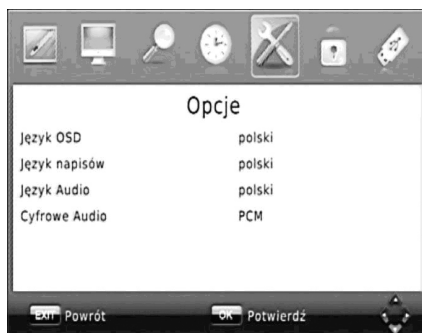 Opcje
Język OSD polski
Język napisów polski
Język Audio polski
Cyfrowe Audio PCM
EXIT Powrót OK Potwierdź